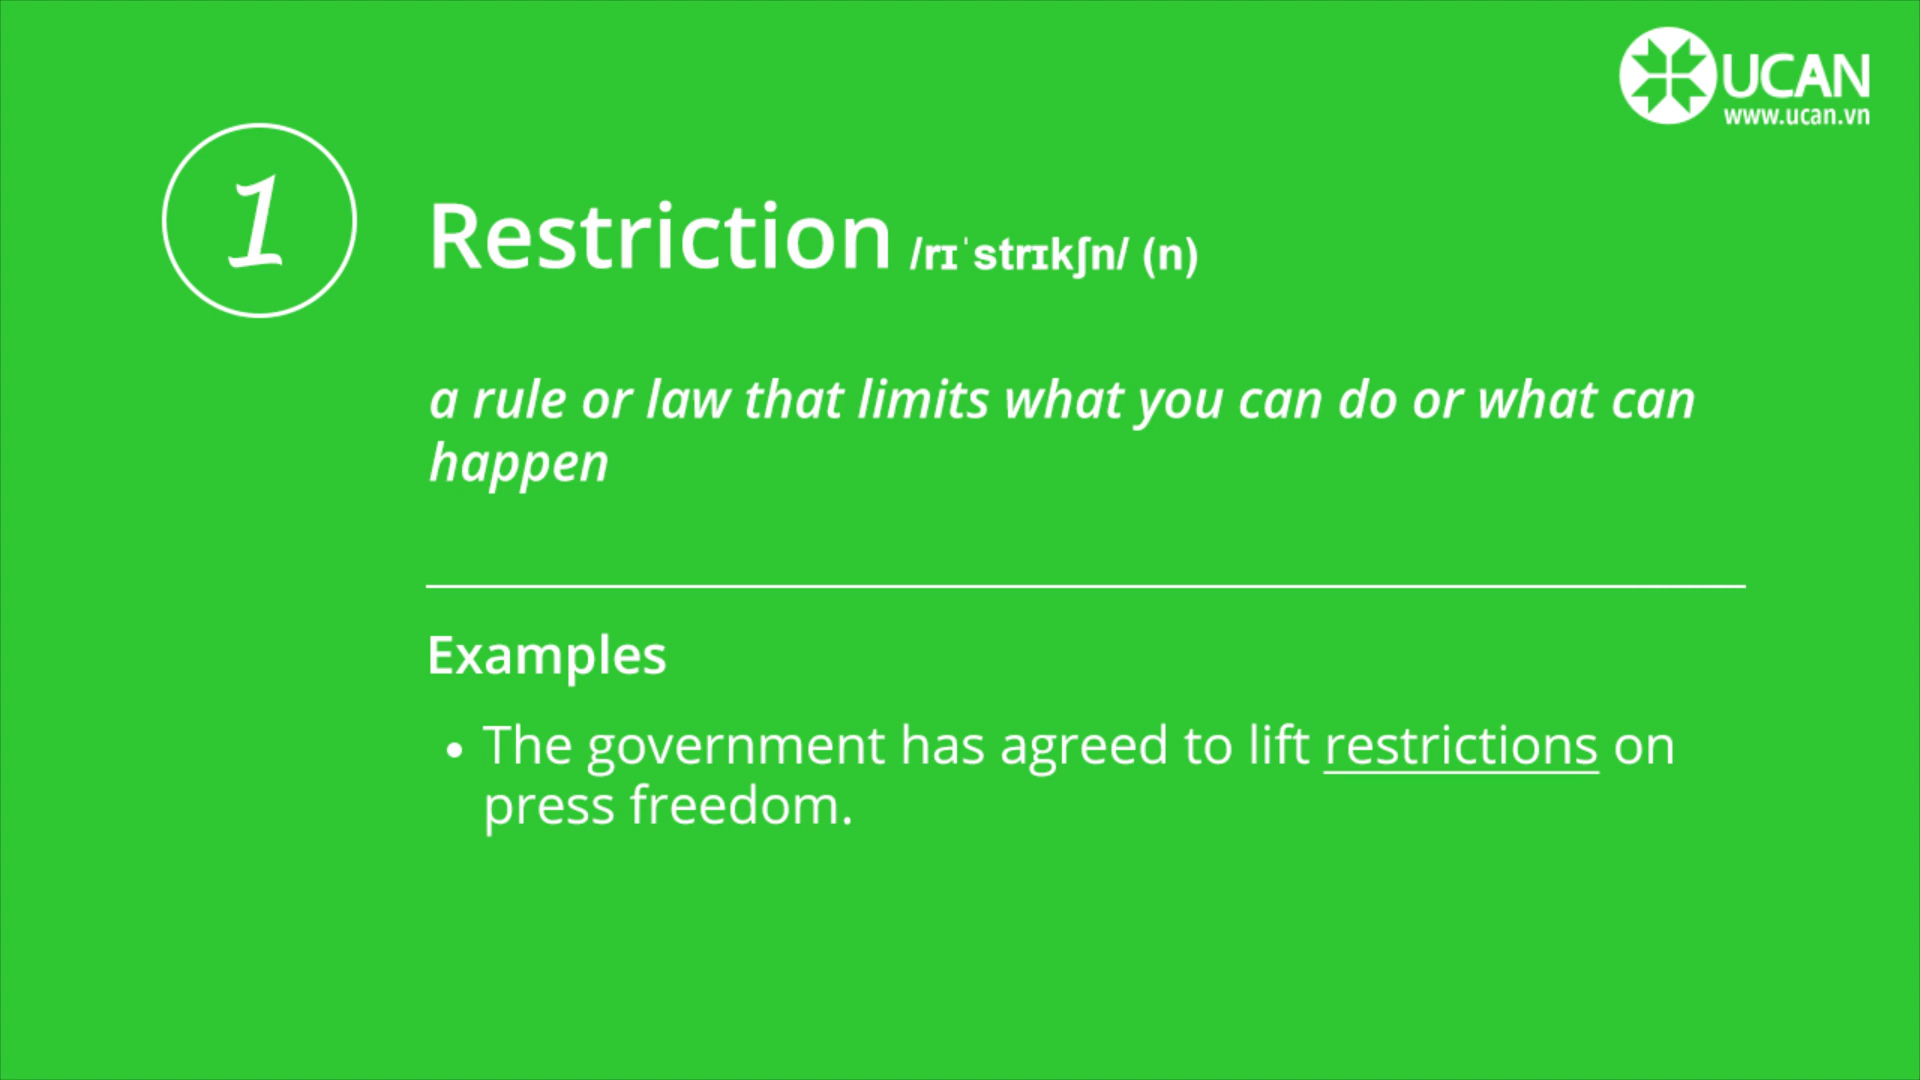 UCAN
www.ucan.vn
1
Restriction /rɪˈstrɪkʃn/ (n)
a rule or law that limits what you can do or what can
happen
Examples
• The government has agreed to lift restrictions on
press freedom.